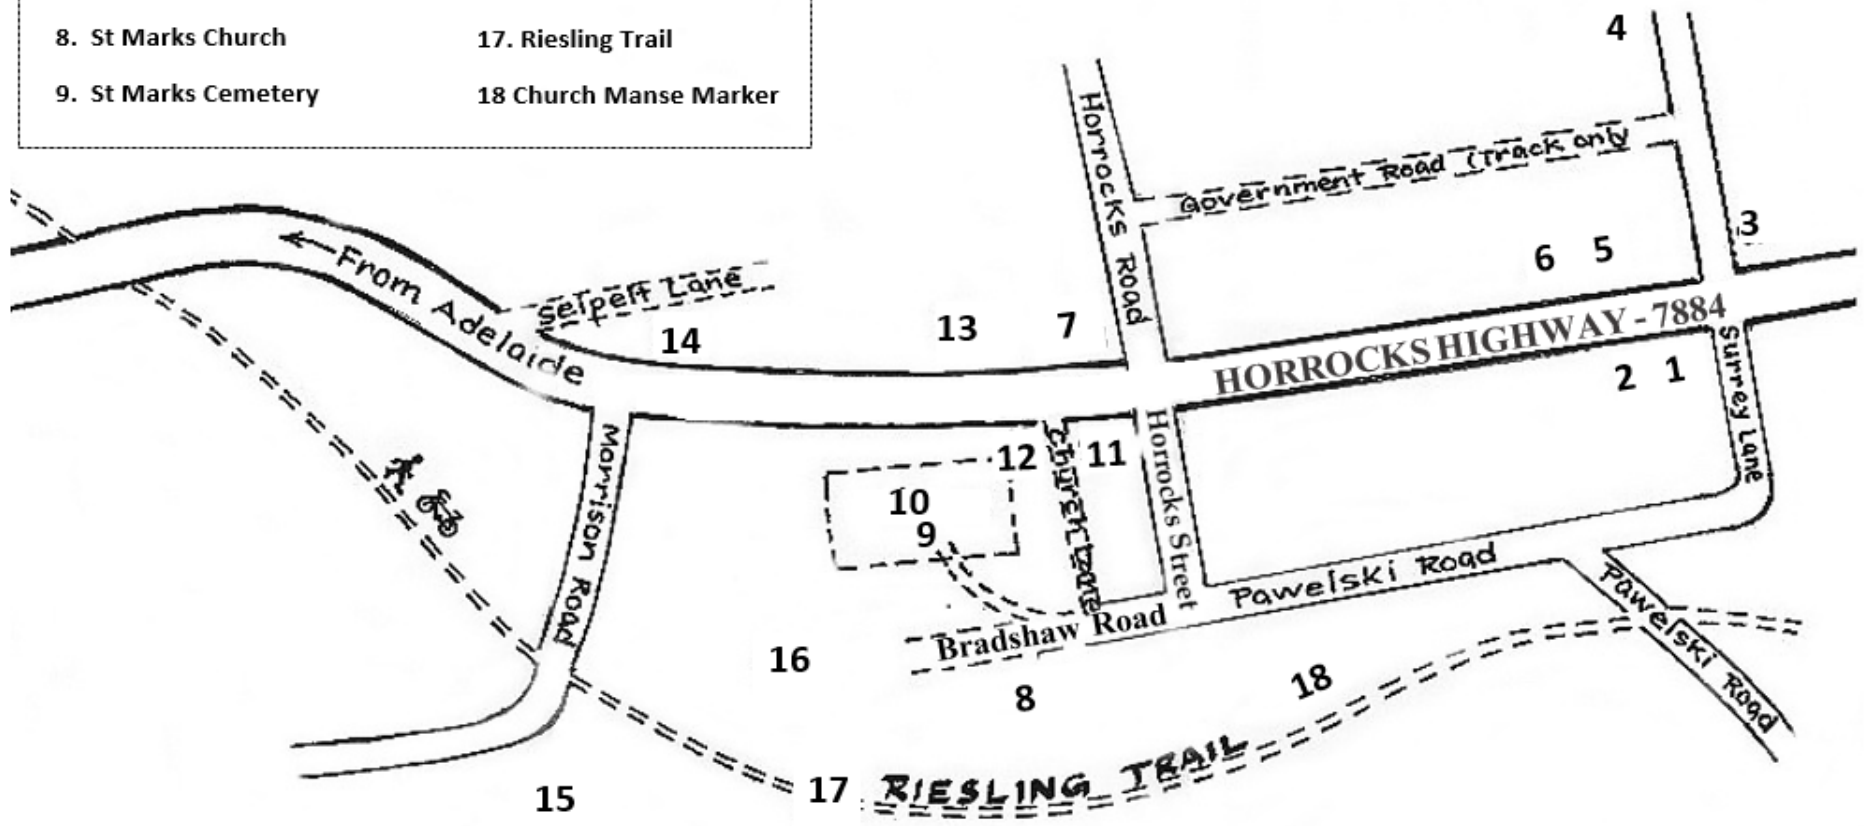 8. St Marks Church
17. Riesling Trail
9. St Marks Cemetery
18 Church Manse Marker
4
Horrocks Road
Government Road (Track only
3
6
5
←From Adelaide
Selpelt Lane
14
13
7
HORROCKS HIGHWAY - 7884
2
1
Surrey Lane
Morrison Road
12
Church Lane
11
Horrocks Street
10
9
Pawelski Road
Bradshaw Road
Pawelski Road
16
8
18
15
17
RIESLING TRAIL